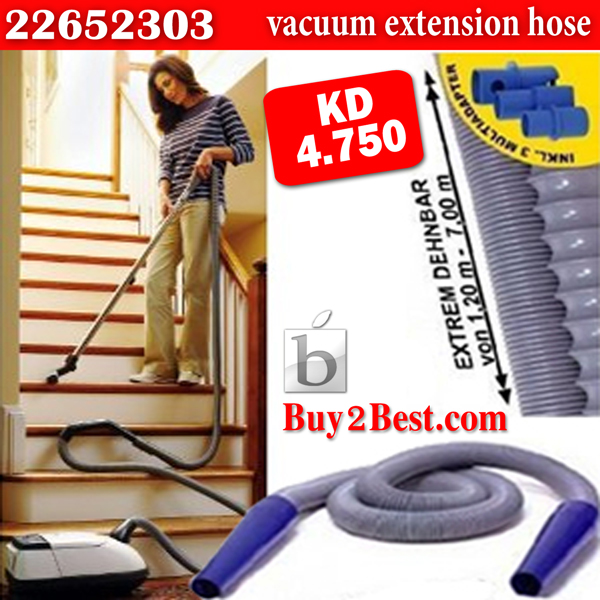 22652303 vacuum extension hose
KD
4.750
INKL. 3 MULTIADAPTER
EXTREM DEHNBAR
von 1,20 m - 7,00 m
b
Buy2Best.com